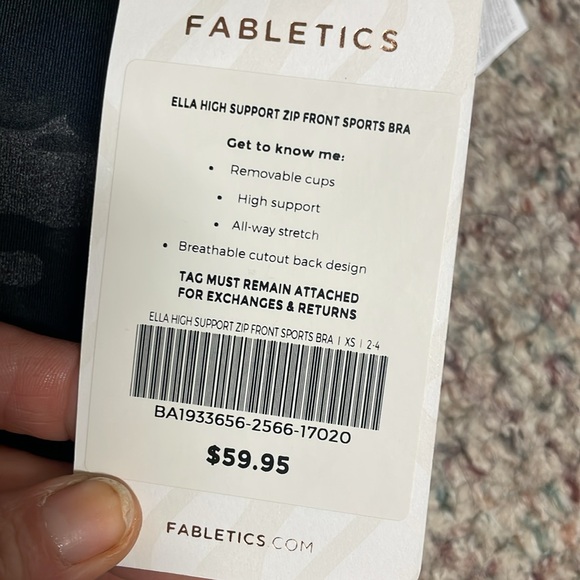 FABLETICS
ELLA HIGH SUPPORT ZIP FRONT SPORTS BRA
Get to know me:
• Removable cups
• High support
• All-way stretch
• Breathable cutout back design
TAG MUST REMAIN ATTACHED
FOR EXCHANGES & RETURNS
ELLA HIGH SUPPORT ZIP FRONT SPORTS BRA | XS | 2-4
BA1933656-2566-17020
$59.95
FABLETICS.COM